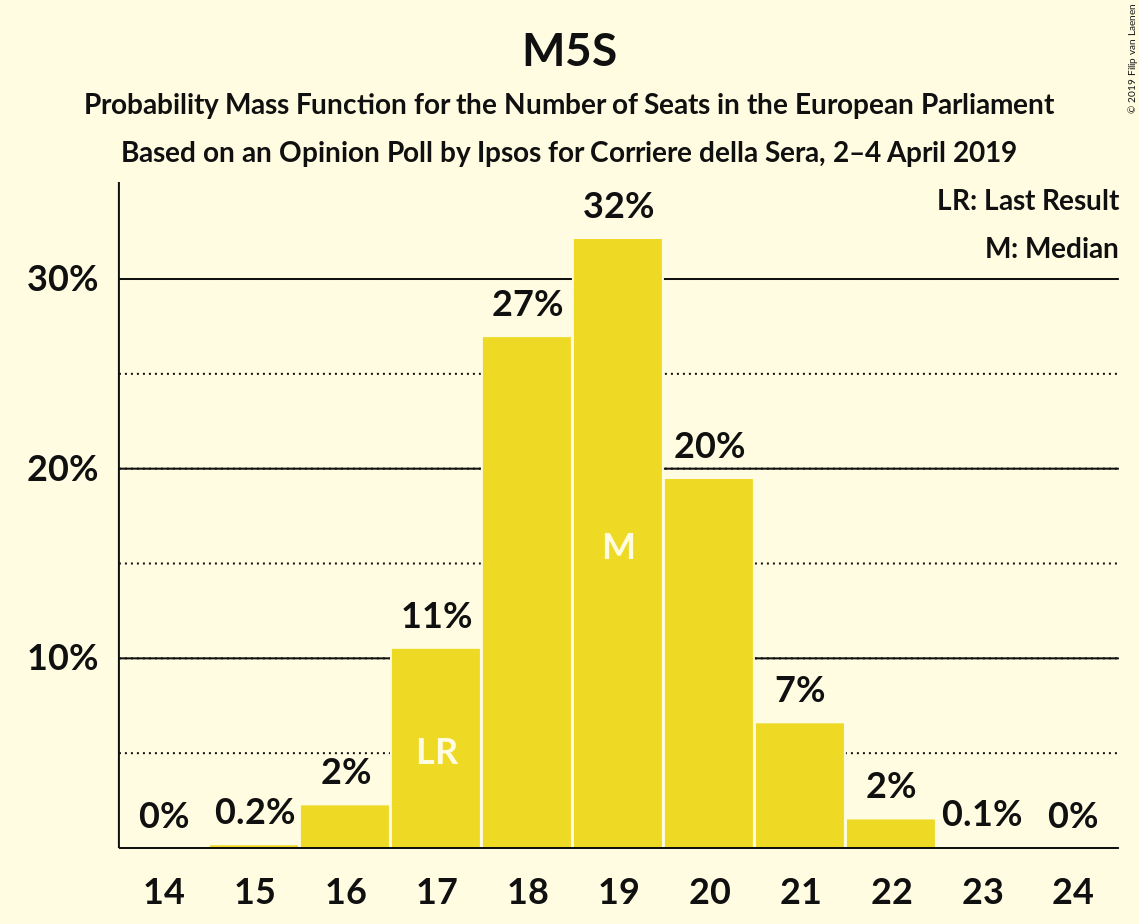 M5S
Probability Mass Function for the Number of Seats in the European Parliament
Based on an Opinion Poll by Ipsos for Corriere della Sera, 2–4 April 2019
© 2019 Filip van Laenen
LR: Last Result
M: Median
30%
20%
10%
0%
0.2%
2%
11%
27%
32%
20%
7%
2%
0.1%
0%
LR
M
14 15 16 17 18 19 20 21 22 23 24